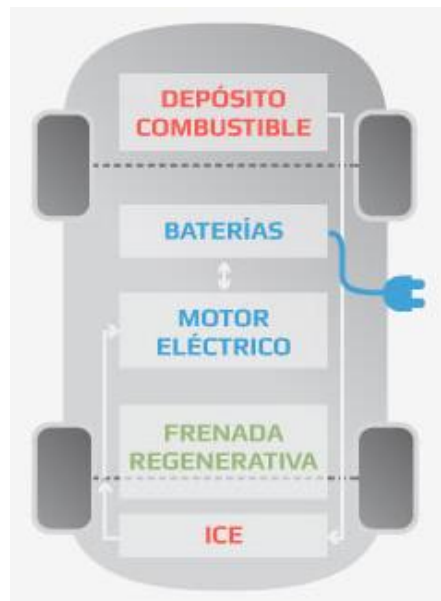 DEPÓSITO
COMBUSTIBLE
BATERÍAS
MOTOR
ELÉCTRICO
FRENADA
REGENERATIVA
ICE